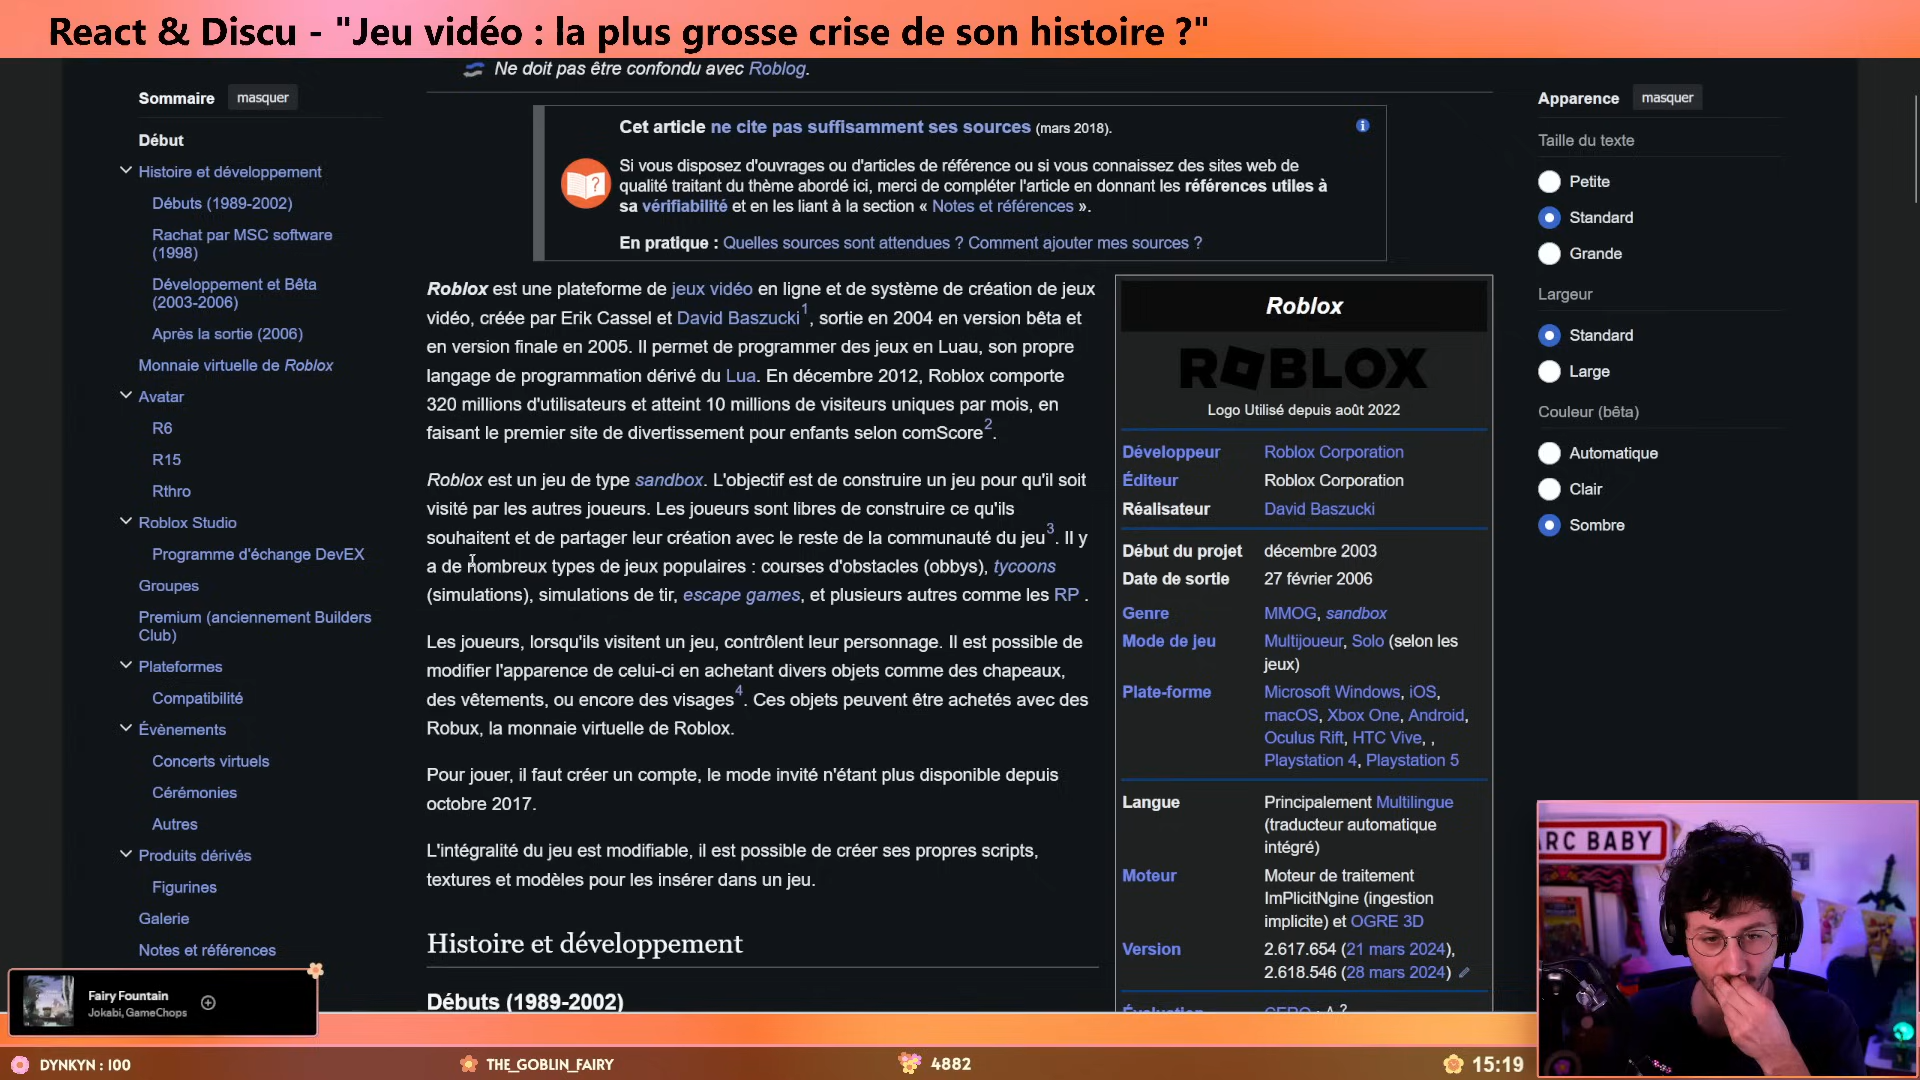 React & Discu - "Jeu vidéo : la plus grosse crise de son histoire ?"
Ne doit pas être confondu avec Roblog.
Sommaire masquer
Début
Histoire et développement
Débuts (1989-2002)
Rachat par MSC software
(1998)
Développement et Bêta
(2003-2006)
Après la sortie (2006)
Monnaie virtuelle de Roblox
Avatar
R6
R15
Rthro
Roblox Studio
Programme d'échange DevEX
Groupes
Premium (anciennement Builders
Club)
Plateformes
Compatibilité
Évènements
Concerts virtuels
Cérémonies
Autres
Produits dérivés
Figurines
Galerie
Notes et références
Cet article ne cite pas suffisamment ses sources (mars 2018).
Si vous disposez d'ouvrages ou d'articles de référence ou si vous connaissez des sites web de
qualité traitant du thème abordé ici, merci de compléter l'article en donnant les références utiles à
sa vérifiabilité et en les liant à la section « Notes et références ».
En pratique : Quelles sources sont attendues ? Comment ajouter mes sources ?
Roblox est une plateforme de jeux vidéo en ligne et de système de création de jeux
vidéo, créée par Erik Cassel et David Baszucki1, sortie en 2004 en version bêta et
en version finale en 2005. Il permet de programmer des jeux en Luau, son propre
langage de programmation dérivé du Lua. En décembre 2012, Roblox comporte
320 millions d'utilisateurs et atteint 10 millions de visiteurs uniques par mois, en
faisant le premier site de divertissement pour enfants selon comScore2.
Roblox est un jeu de type sandbox. L'objectif est de construire un jeu pour qu'il soit
visité par les autres joueurs. Les joueurs sont libres de construire ce qu'ils
souhaitent et de partager leur création avec le reste de la communauté du jeu3. Il y
a de nombreux types de jeux populaires : courses d'obstacles (obbys), tycoons
(simulations), simulations de tir, escape games, et plusieurs autres comme les RP .
Les joueurs, lorsqu'ils visitent un jeu, contrôlent leur personnage. Il est possible de
modifier l'apparence de celui-ci en achetant divers objets comme des chapeaux,
des vêtements, ou encore des visages4. Ces objets peuvent être achetés avec des
Robux, la monnaie virtuelle de Roblox.
Pour jouer, il faut créer un compte, le mode invité n'étant plus disponible depuis
octobre 2017.
L'intégralité du jeu est modifiable, il est possible de créer ses propres scripts,
textures et modèles pour les insérer dans un jeu.
Histoire et développement
Débuts (1989-2002)
Roblox
ROBLOX
Logo Utilisé depuis août 2022
Développeur Roblox Corporation
Éditeur Roblox Corporation
Réalisateur David Baszucki
Début du projet décembre 2003
Date de sortie 27 février 2006
Genre MMOG, sandbox
Mode de jeu Multijoueur, Solo (selon les
jeux)
Plate-forme Microsoft Windows, iOS,
macOS, Xbox One, Android,
Oculus Rift, HTC Vive, ,
Playstation 4, Playstation 5
Langue Principalement Multilingue
(traducteur automatique
intégré)
Moteur Moteur de traitement
ImPlicitNgine (ingestion
implicite) et OGRE 3D
Version 2.617.654 (21 mars 2024),
2.618.546 (28 mars 2024)
Évaluation CERO : A ?
Apparence masquer
Taille du texte
Petite
Standard
Grande
Largeur
Standard
Large
Couleur (bêta)
Automatique
Clair
Sombre
ARC BABY
Fairy Fountain
Jokabi, GameChops
DYNKYN : 100
THE_GOBLIN_FAIRY
4882
15:19